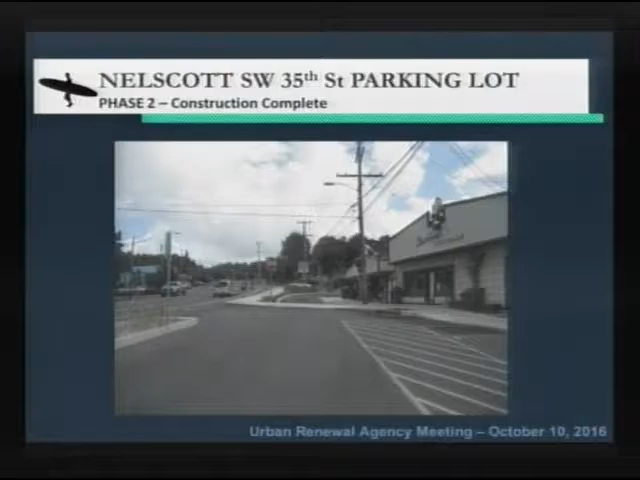 NELSCOTT SW 35th St PARKING LOT
PHASE 2 – Construction Complete
Urban Renewal Agency Meeting – October 10, 2016